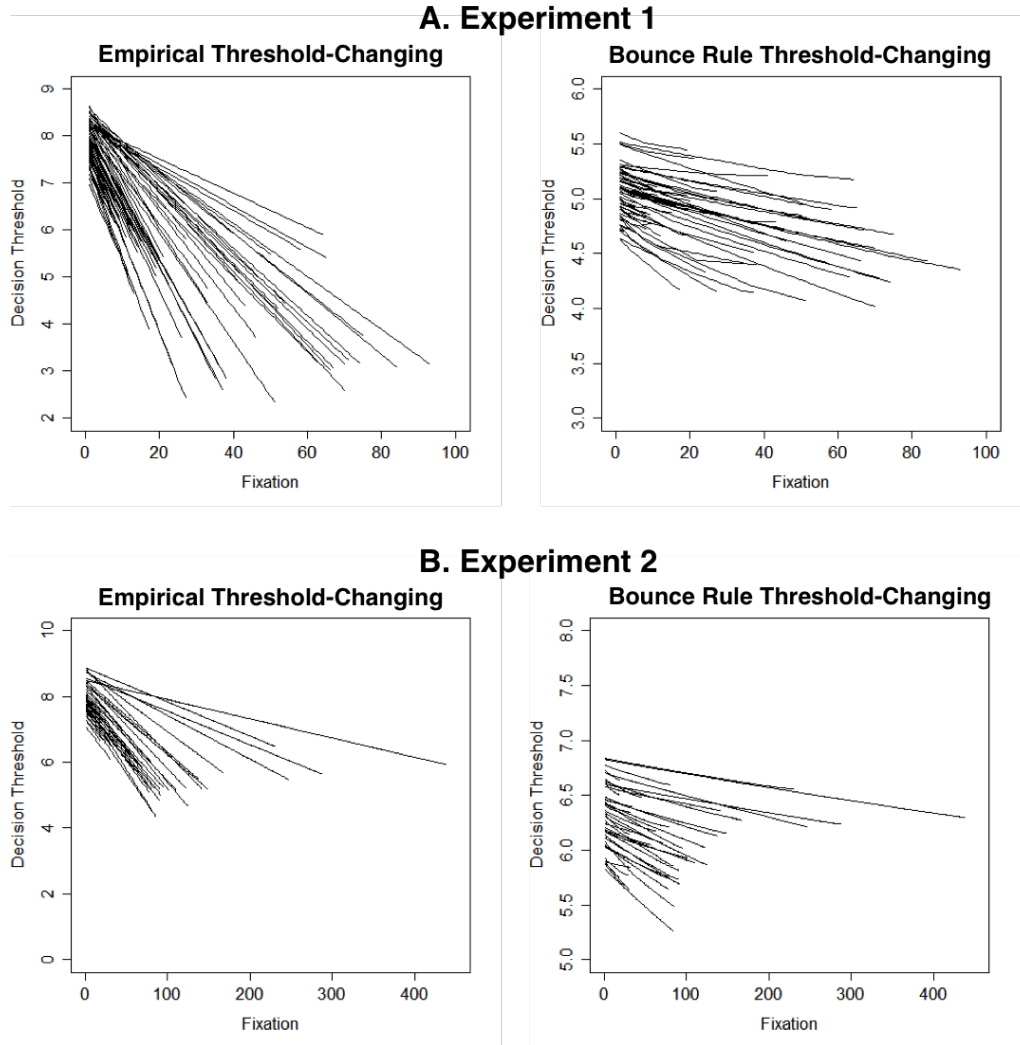 A. Experiment 1
Empirical Threshold-Changing
Decision Threshold
9
8
7
6
5
4
3
2
0 20 40 60 80 100
Fixation
Bounce Rule Threshold-Changing
Decision Threshold
6.0
5.5
5.0
4.5
4.0
3.5
3.0
0 20 40 60 80 100
Fixation
B. Experiment 2
Empirical Threshold-Changing
Decision Threshold
10
8
6
4
2
0
0 100 200 300 400
Fixation
Bounce Rule Threshold-Changing
Decision Threshold
8.0
7.5
7.0
6.5
6.0
5.5
5.0
0 100 200 300 400
Fixation